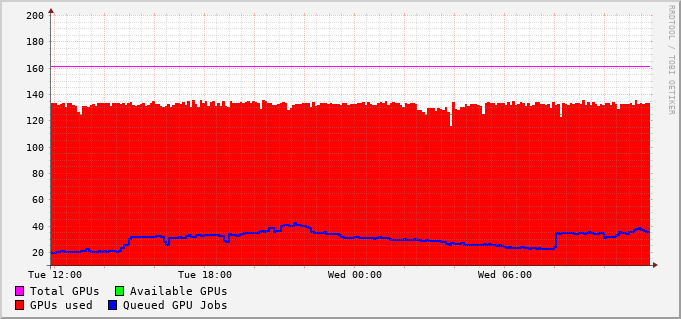 RRDTOOL / TOBI OETIKER
200
180
160
140
120
100
80
60
40
20
Tue 12:00 Tue 18:00 Wed 00:00 Wed 06:00
Total GPUs Available GPUs
GPUs used Queued GPU Jobs